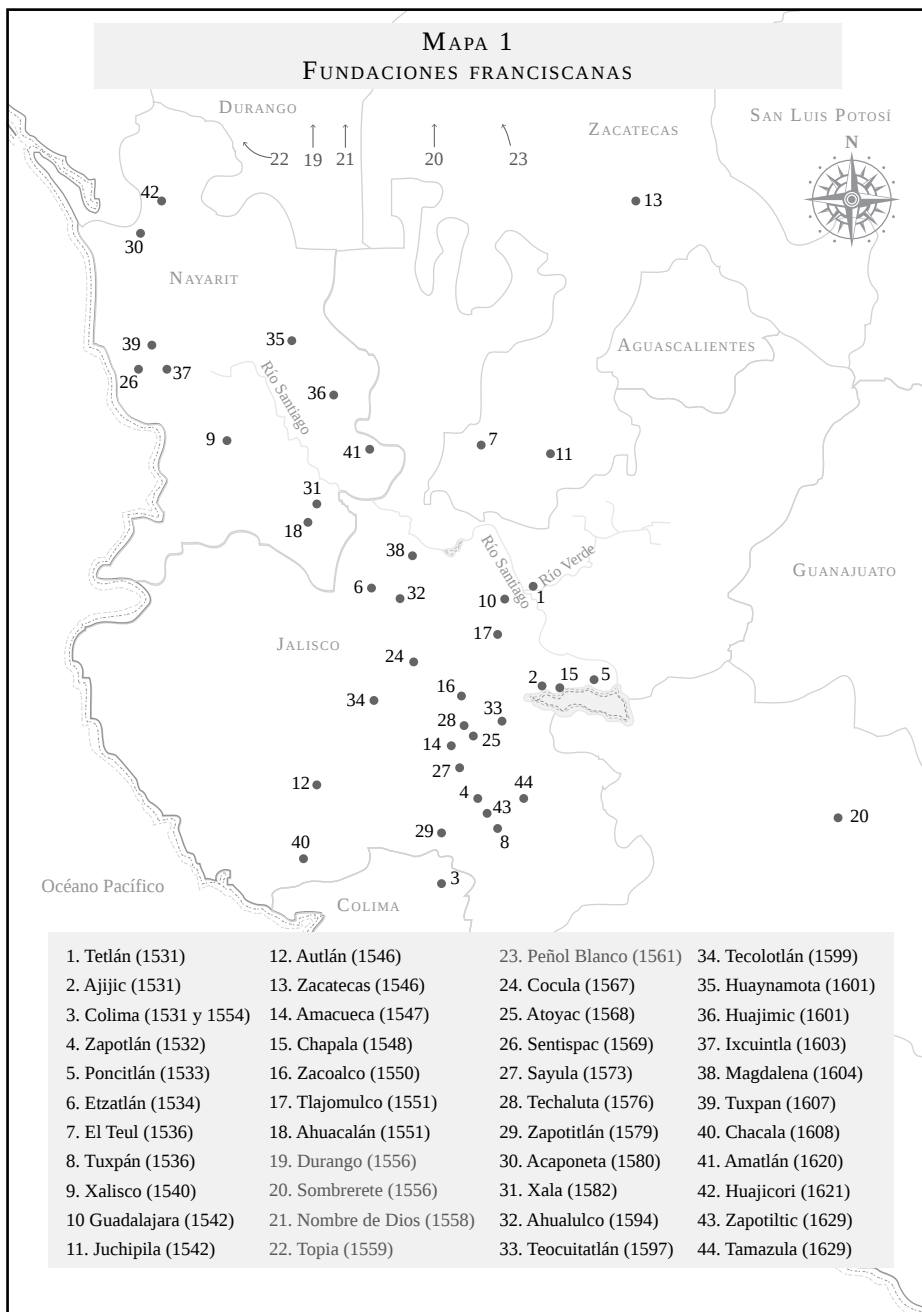 Mapa 1
Fundaciones franciscanas
Durango
Zacatecas
San Luis Potosí
N
22
19
21
20
23
42
13
30
Nayarit
39
35
Aguascalientes
26
37
Río Santiago
36
9
41
7
11
31
18
38
Río Santiago
Río Verde
Guanajuato
6
32
10
1
Jalisco
17
24
2
15
5
34
16
33
28
14
25
27
12
4
44
43
29
8
20
40
Océano Pacífico
3
Colima
1. Tetlán (1531)
2. Ajijic (1531)
3. Colima (1531 y 1554)
4. Zapotlán (1532)
5. Poncitlán (1533)
6. Etzatlán (1534)
7. El Teul (1536)
8. Tuxpán (1536)
9. Xalisco (1540)
10 Guadalajara (1542)
11. Juchipila (1542)
12. Autlán (1546)
13. Zacatecas (1546)
14. Amacueca (1547)
15. Chapala (1548)
16. Zacoalco (1550)
17. Tlajomulco (1551)
18. Ahuacalán (1551)
19. Durango (1556)
20. Sombrerete (1556)
21. Nombre de Dios (1558)
22. Topia (1559)
23. Peñol Blanco (1561)
24. Cocula (1567)
25. Atoyac (1568)
26. Sentispac (1569)
27. Sayula (1573)
28. Techaluta (1576)
29. Zapotitlán (1579)
30. Acaponeta (1580)
31. Xala (1582)
32. Ahualulco (1594)
33. Teocuitatlán (1597)
34. Tecolotlán (1599)
35. Huaynamota (1601)
36. Huajimic (1601)
37. Ixcuintla (1603)
38. Magdalena (1604)
39. Tuxpan (1607)
40. Chacala (1608)
41. Amatlán (1620)
42. Huajicori (1621)
43. Zapotiltic (1629)
44. Tamazula (1629)